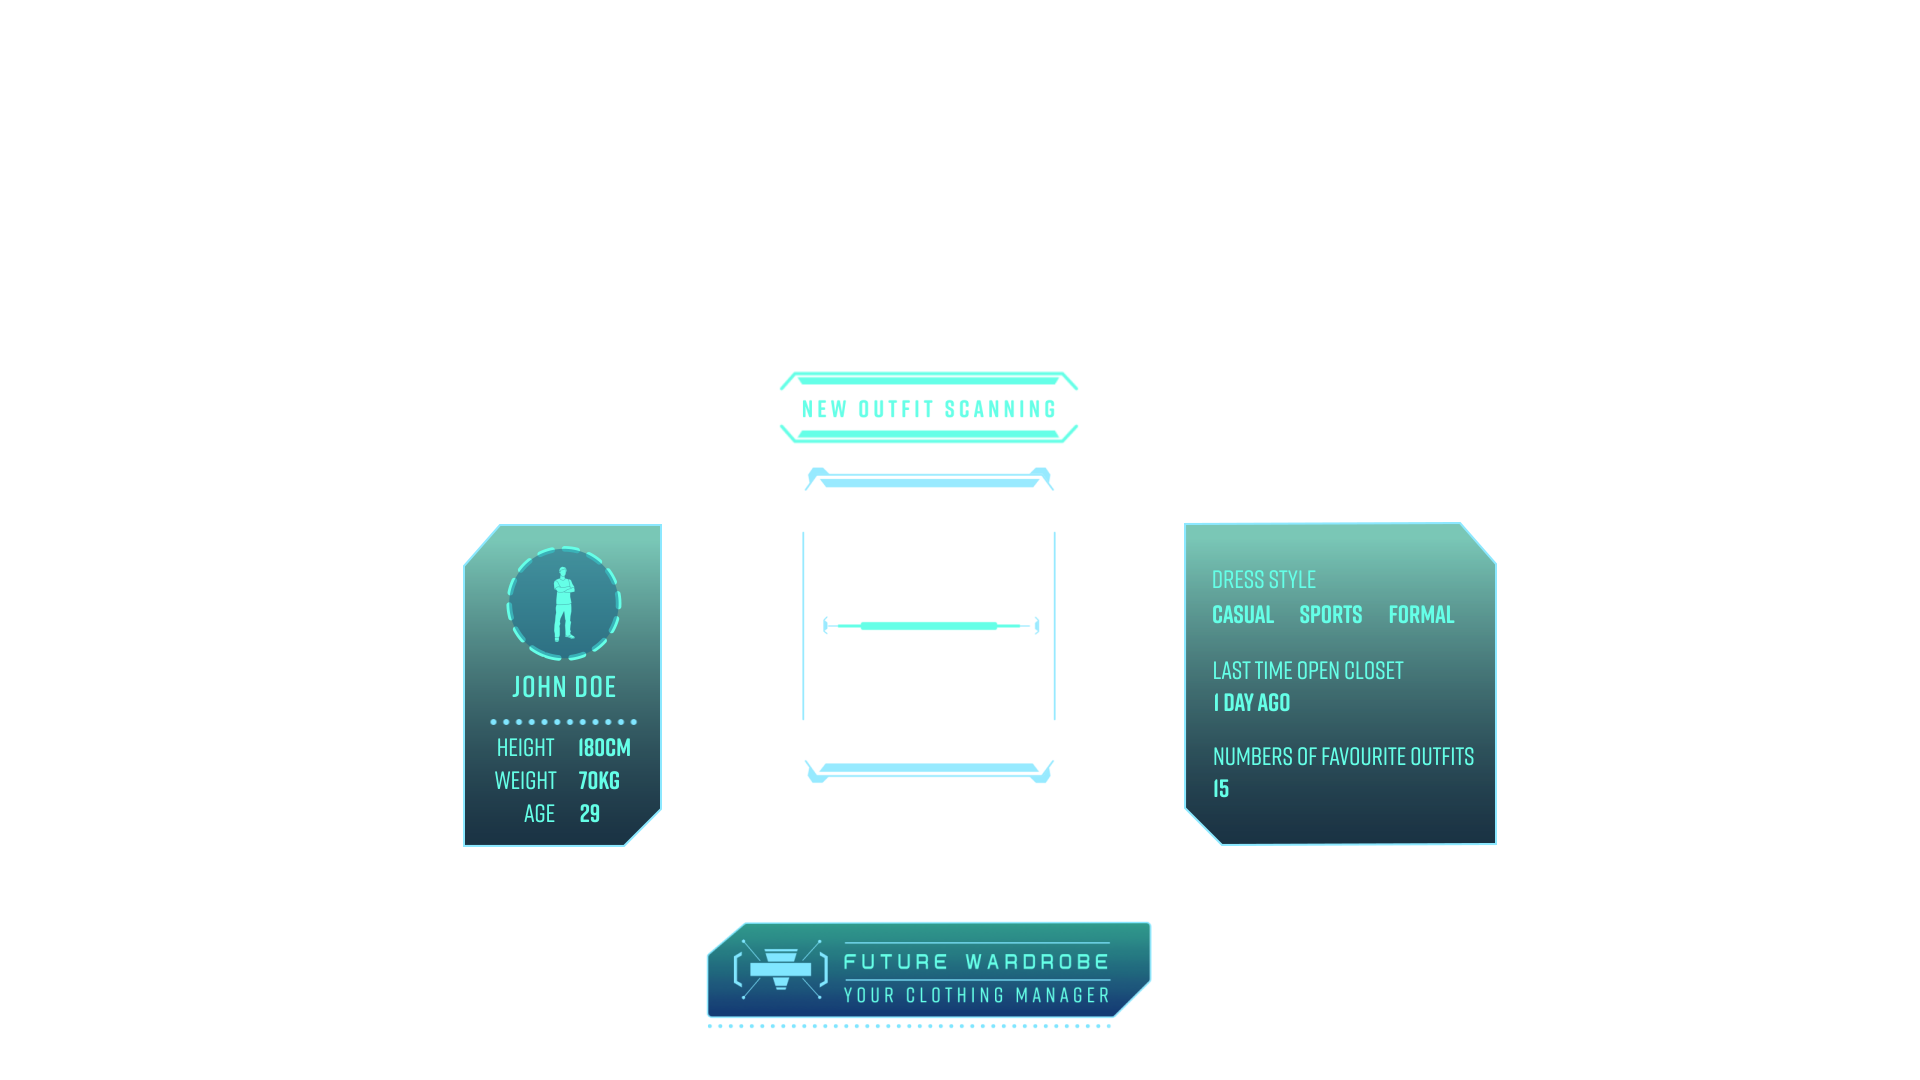 NEW OUTFIT SCANNING
JOHN DOE
HEIGHT 180CM
WEIGHT 70KG
AGE 29
DRESS STYLE
CASUAL SPORTS FORMAL
LAST TIME OPEN CLOSET
1 DAY AGO
NUMBERS OF FAVOURITE OUTFITS
15
FUTURE WARDROBE
YOUR CLOTHING MANAGER